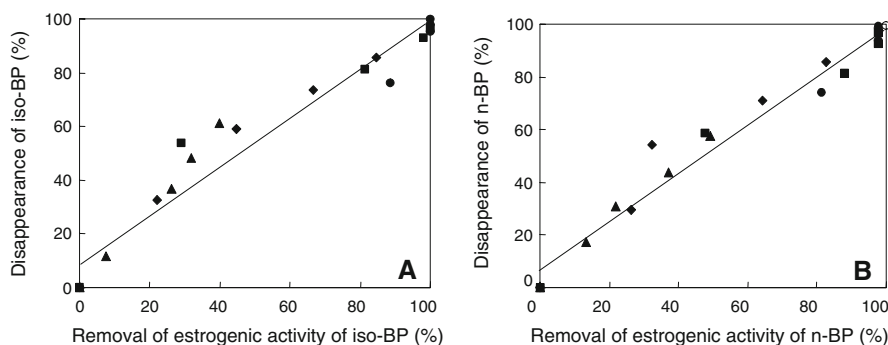 100
80
60
40
20
0
Disappearance of iso-BP (%)
A
0 20 40 60 80 100
Removal of estrogenic activity of iso-BP (%)
100
80
60
40
20
0
Disappearance of n-BP (%)
B
0 20 40 60 80 100
Removal of estrogenic activity of n-BP (%)